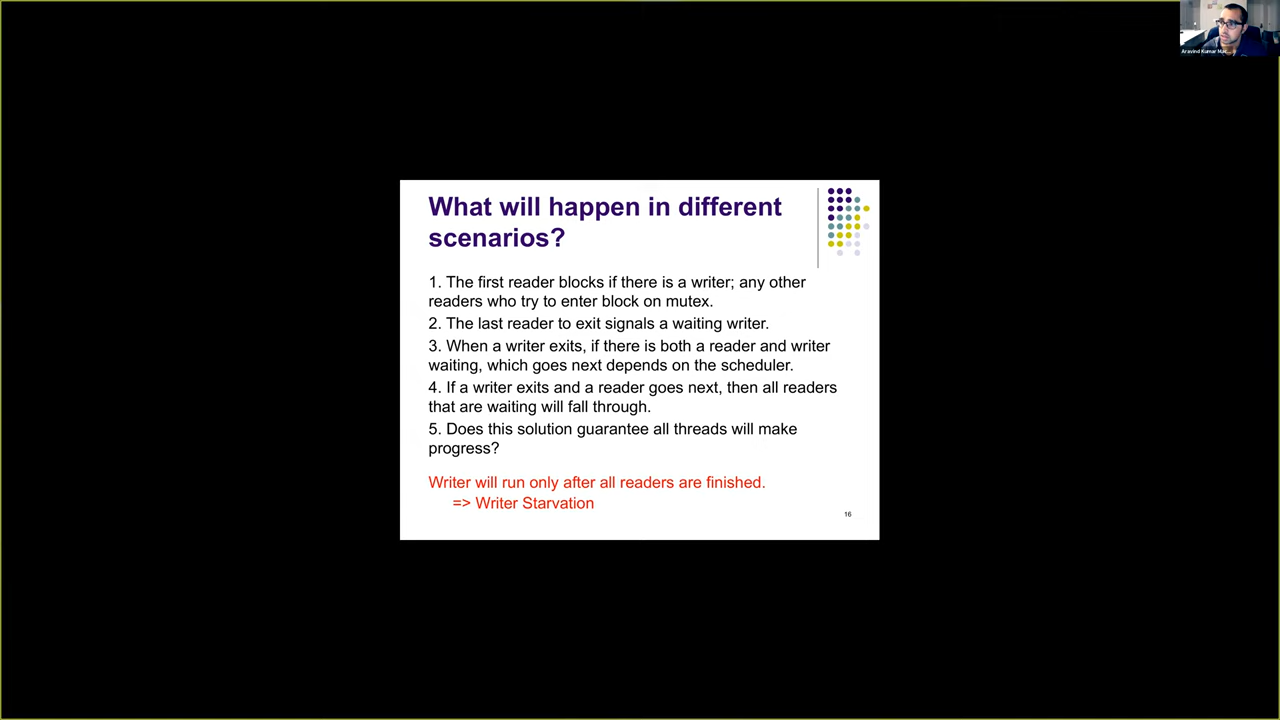 Aravind Kumar
What will happen in different
scenarios?
1. The first reader blocks if there is a writer; any other
readers who try to enter block on mutex.
2. The last reader to exit signals a waiting writer.
3. When a writer exits, if there is both a reader and writer
waiting, which goes next depends on the scheduler.
4. If a writer exits and a reader goes next, then all readers
that are waiting will fall through.
5. Does this solution guarantee all threads will make
progress?
Writer will run only after all readers are finished.
=> Writer Starvation
16